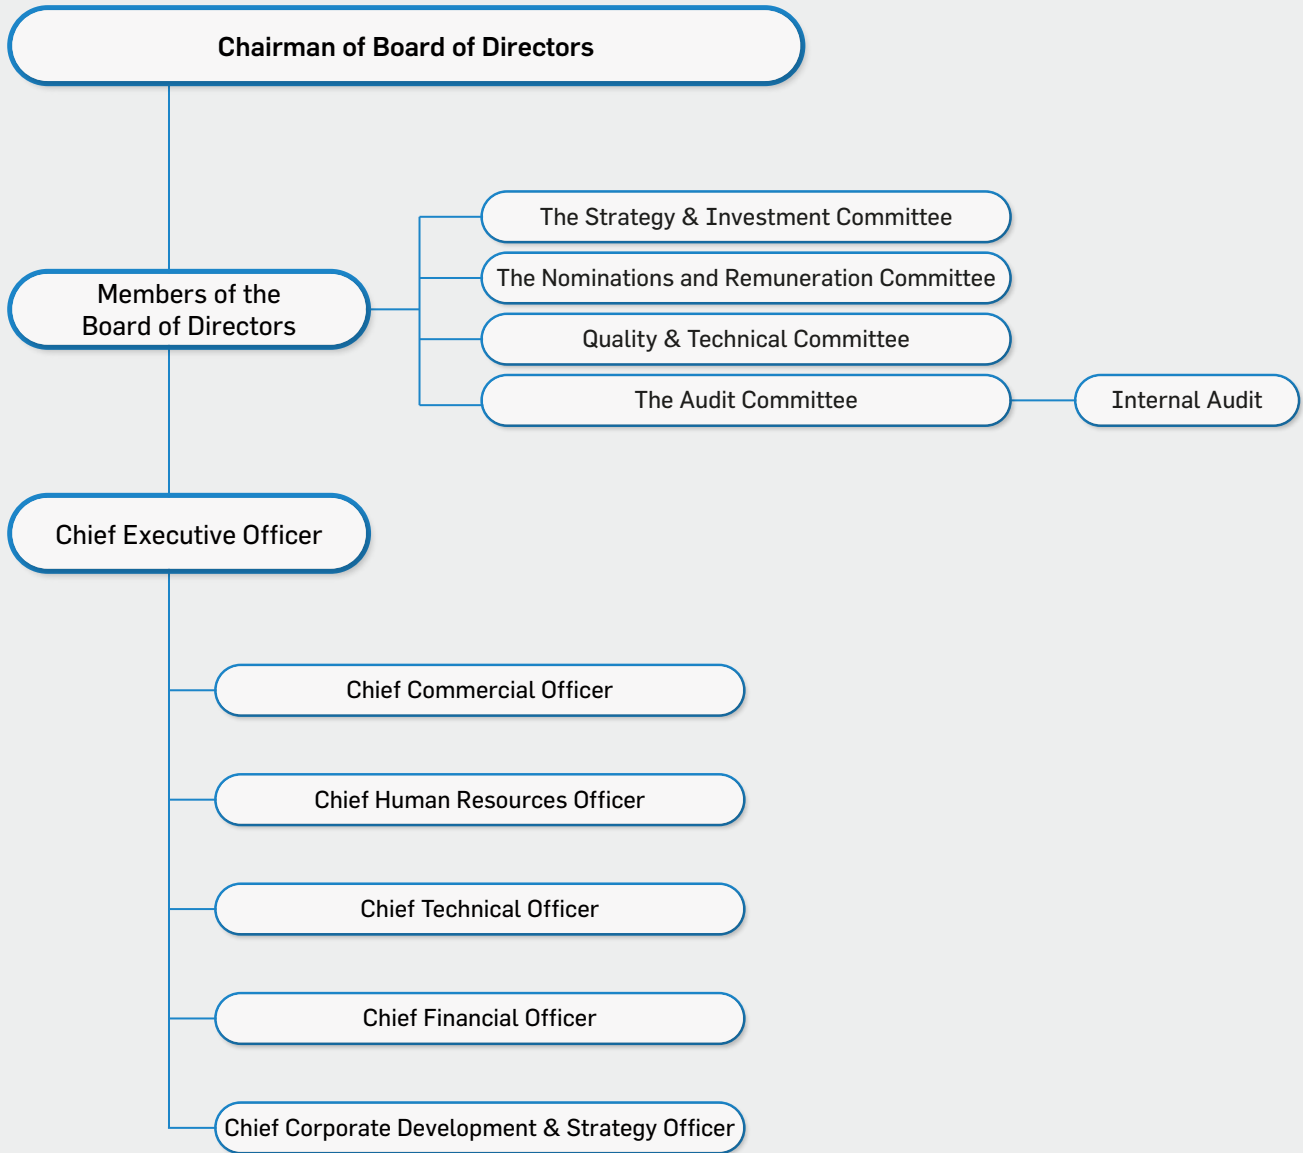 Chairman of Board of Directors
The Strategy & Investment Committee
The Nominations and Remuneration Committee
Members of the
Board of Directors
Quality & Technical Committee
The Audit Committee
Internal Audit
Chief Executive Officer
Chief Commercial Officer
Chief Human Resources Officer
Chief Technical Officer
Chief Financial Officer
Chief Corporate Development & Strategy Officer